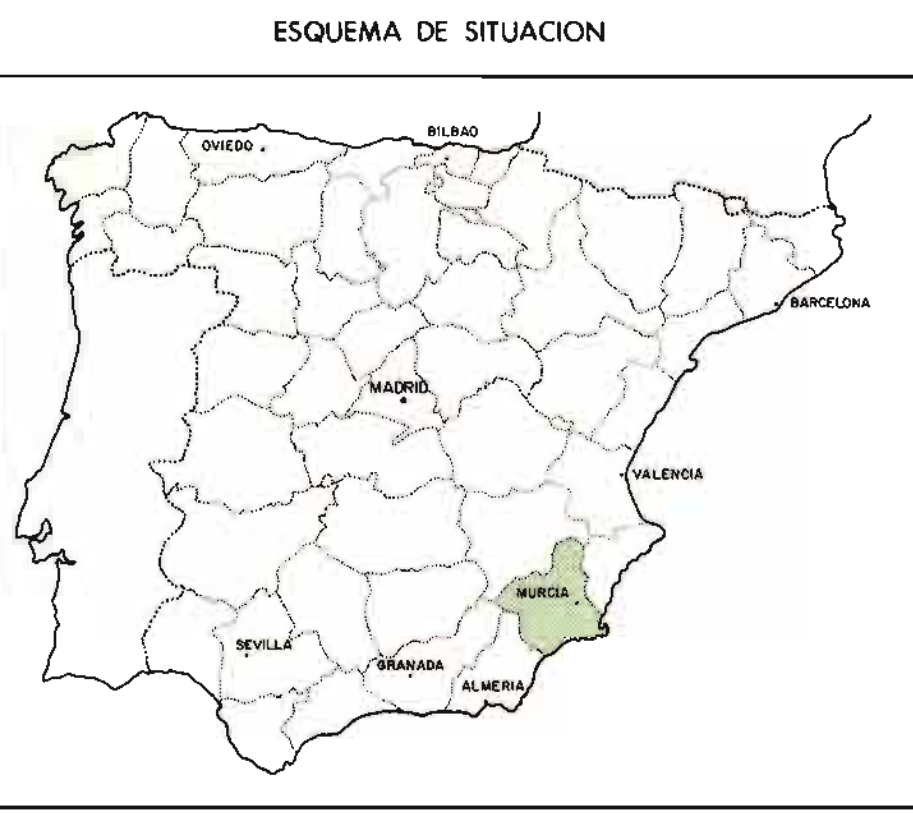 ESQUEMA DE SITUACION
BILBAO
OVIEDO
BARCELONA
MADRID
VALENCIA
MURCIA
SEVILLA
GRANADA
ALMERIA